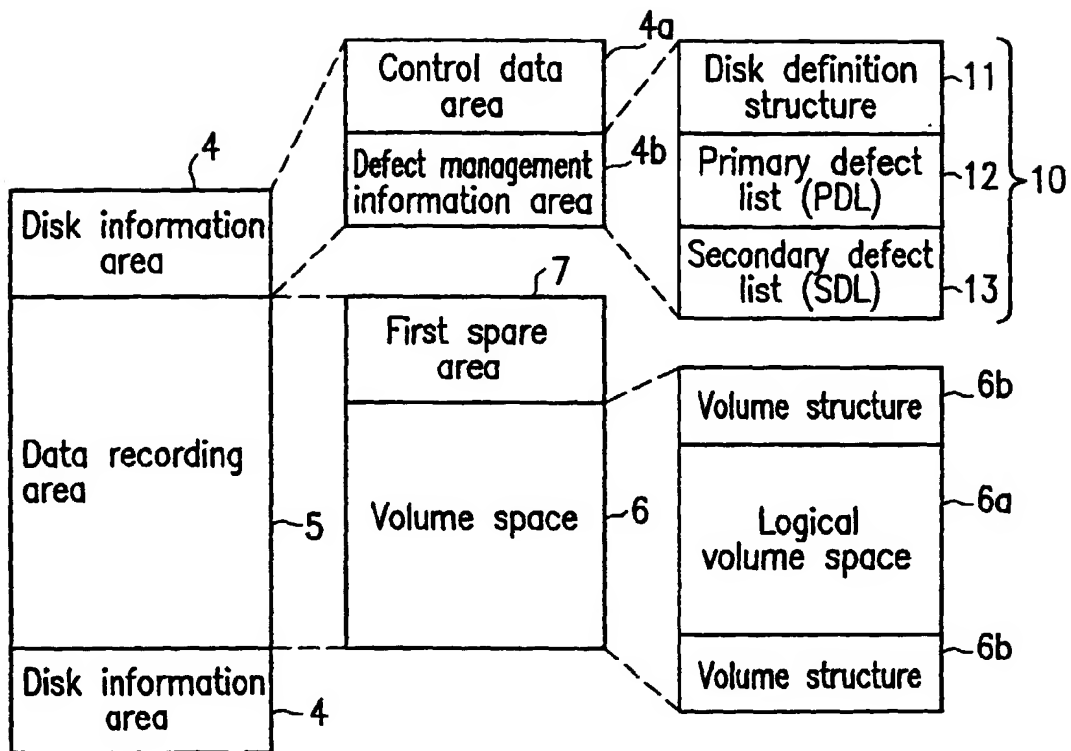 4
Disk information
area
Data recording
area
5
Disk information
area
4
4a
Control data
area
4b
Defect management
information area
7
First spare
area
Volume space
6
11
Disk definition
structure
12
Primary defect
list (PDL)
10
Secondary defect
list (SDL)
13
6b
Volume structure
6a
Logical
volume space
6b
Volume structure